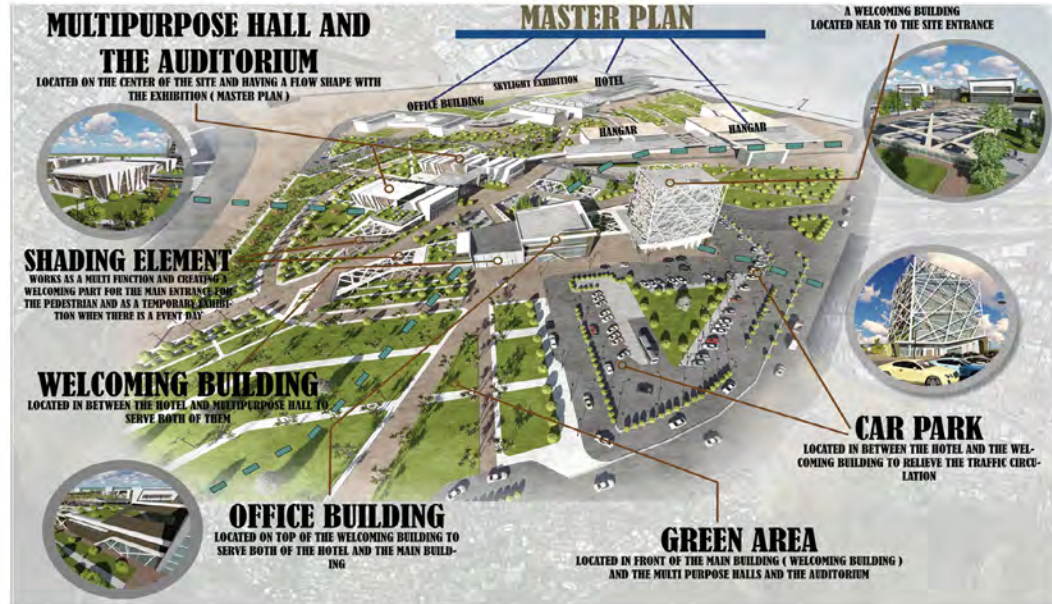 MASTER PLAN
MULTIPURPOSE HALL AND
THE AUDITORIUM
LOCATED ON THE CENTER OF THE SITE AND HAVING A FLOW SHAPE WITH
THE EXHIBITION ( MASTER PLAN )
A WELCOMING BUILDING
LOCATED NEAR TO THE SITE ENTRANCE
OFFICE BUILDING
SKYLIGHT EXHIBITION
HOTEL
HANGAR
HANGAR
SHADING ELEMENT
WORKS AS A MULTI FUNCTION AND CREATING A
WELCOMING PART FOR THE MAIN ENTRANCE FOR
THE PEDESTRIAN AND AS A TEMPORARY EXHIBI-
TION WHEN THERE IS A EVENT DAY
WELCOMING BUILDING
LOCATED IN BETWEEN THE HOTEL AND MULTIPURPOSE HALL TO
SERVE BOTH OF THEM
CAR PARK
LOCATED IN BETWEEN THE HOTEL AND THE WEL-
COMING BUILDING TO RELIEVE THE TRAFFIC CIRCU-
LATION
OFFICE BUILDING
LOCATED ON TOP OF THE WELCOMING BUILDING TO
SERVE BOTH OF THE HOTEL AND THE MAIN BUILD-
ING
GREEN AREA
LOCATED IN FRONT OF THE MAIN BUILDING ( WELCOMING BUILDING )
AND THE MULTI PURPOSE HALLS AND THE AUDITORIUM